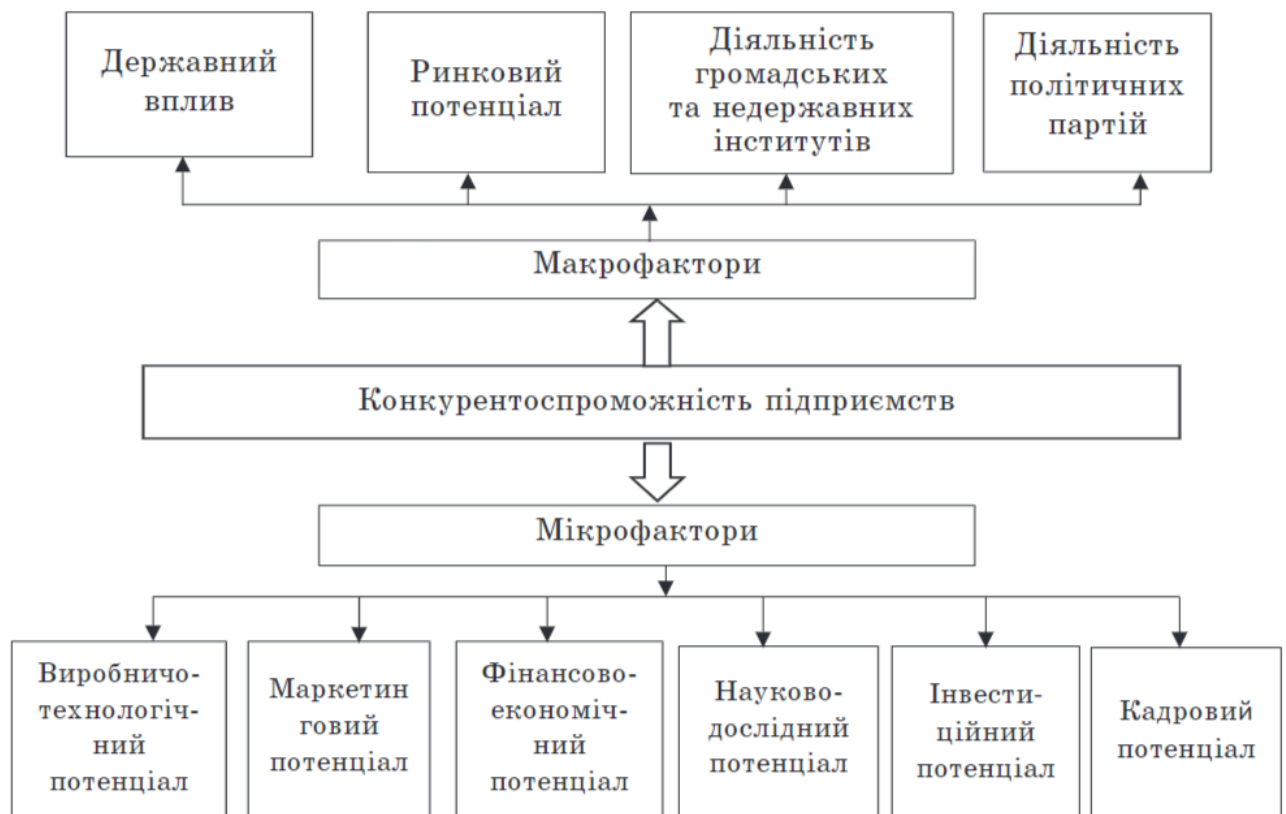 Державний
вплив
Ринковий
потенціал
Діяльність
громадських
та недержавних
інститутів
Діяльність
політичних
партій
Макрофактори
Конкурентоспроможність підприємств
Мікрофактори
Виробничо-
технологіч-
ний
потенціал
Маркетин
говий
потенціал
Фінансово-
економіч-
ний
потенціал
Науково-
дослідний
потенціал
Інвести-
ційний
потенціал
Кадровий
потенціал